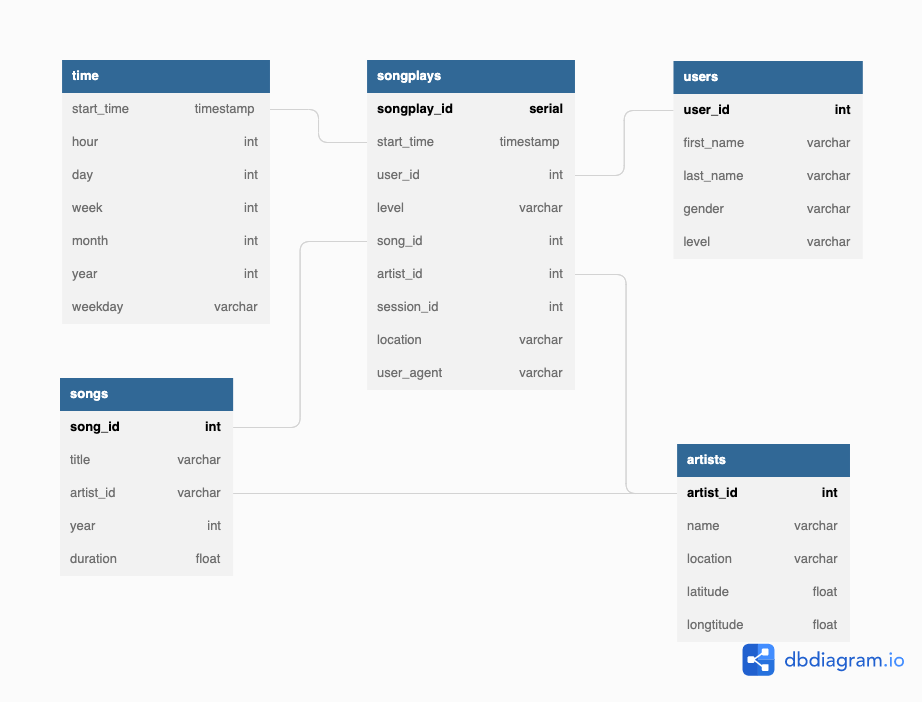 time
start_time timestamp
hour int
day int
week int
month int
year int
weekday varchar
songplays
songplay_id serial
start_time timestamp
user_id int
level varchar
song_id int
artist_id int
session_id int
location varchar
user_agent varchar
users
user_id int
first_name varchar
last_name varchar
gender varchar
level varchar
songs
song_id int
title varchar
artist_id varchar
year int
duration float
artists
artist_id int
name varchar
location varchar
latitude float
longtitude float
dbdiagram.io